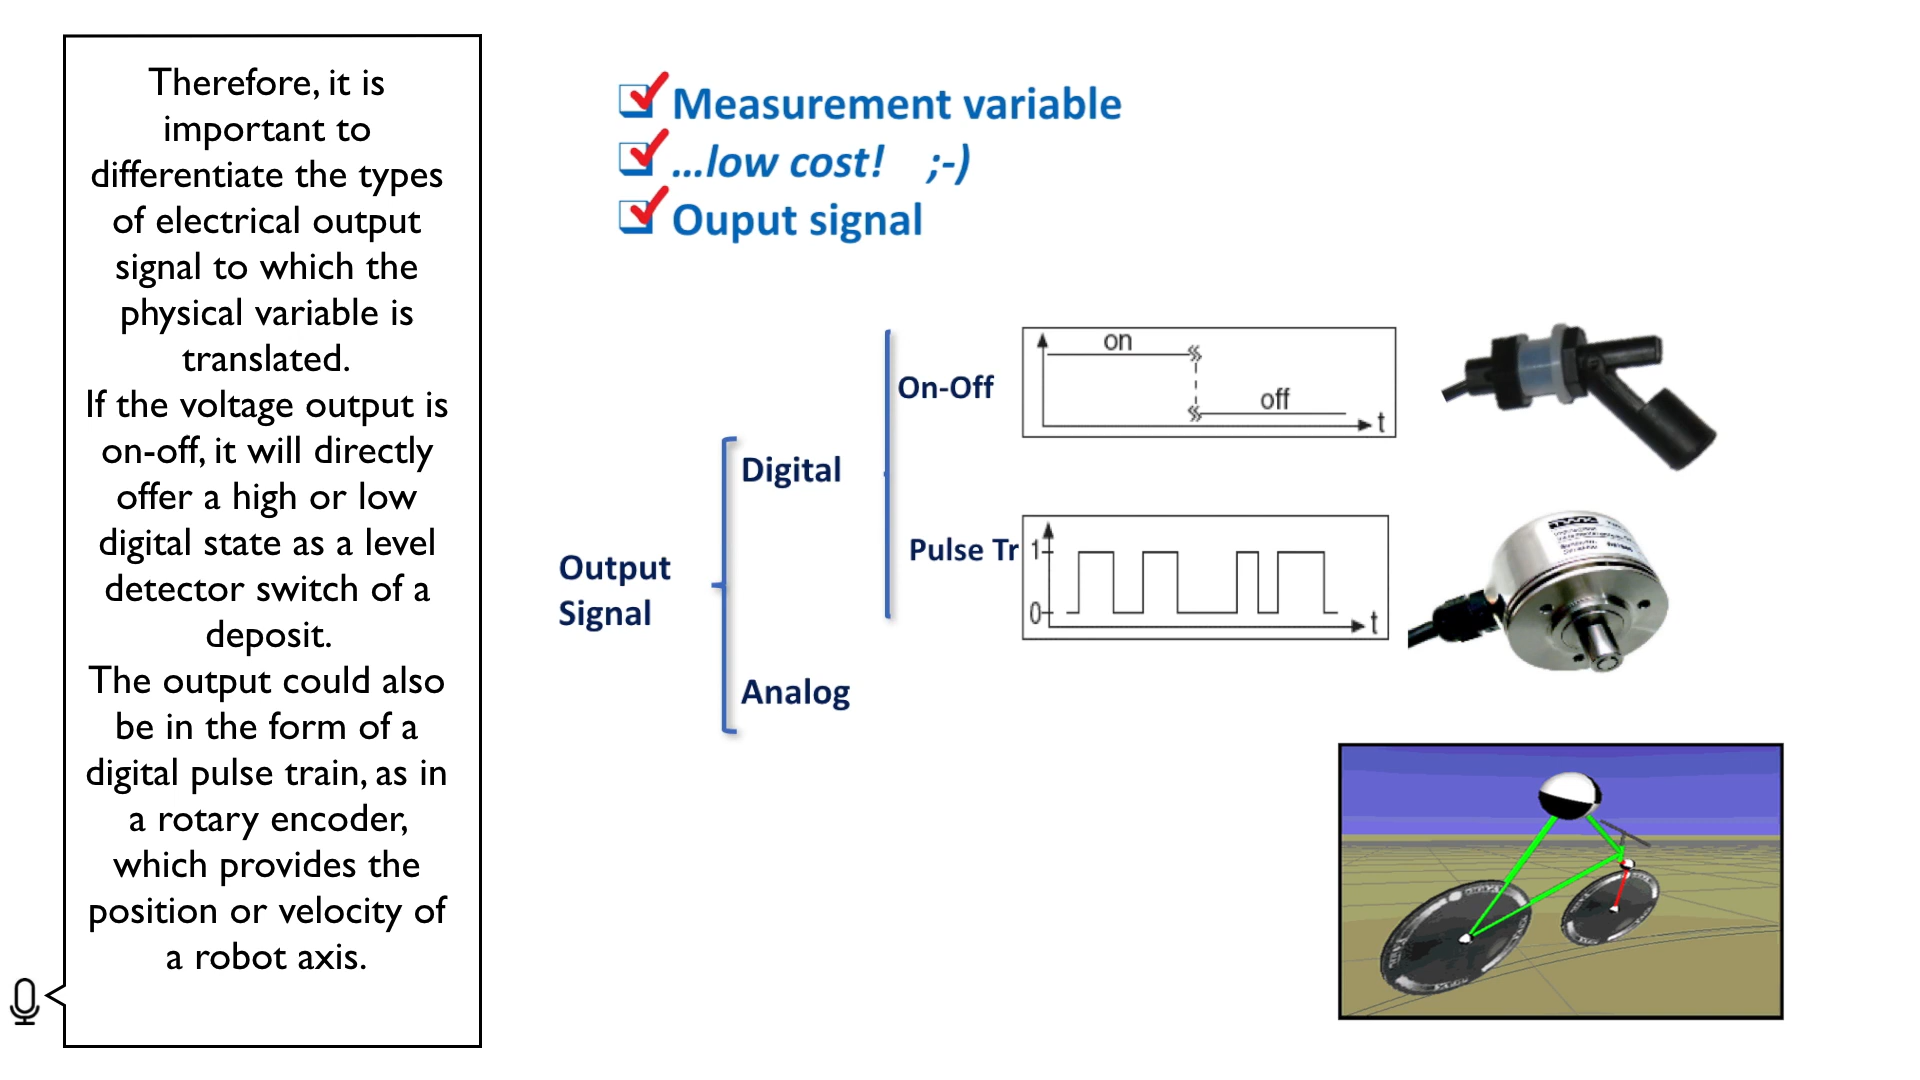 Therefore, it is
important to
differentiate the types
of electrical output
signal to which the
physical variable is
translated.
If the voltage output is
on-off, it will directly
offer a high or low
digital state as a level
detector switch of a
deposit.
The output could also
be in the form of a
digital pulse train, as in
a rotary encoder,
which provides the
position or velocity of
a robot axis.
Measurement variable
...low cost! ;-)
Ouput signal
Output
Signal
Digital
Analog
On-Off
on
off
t
Pulse Tr
1
0
t